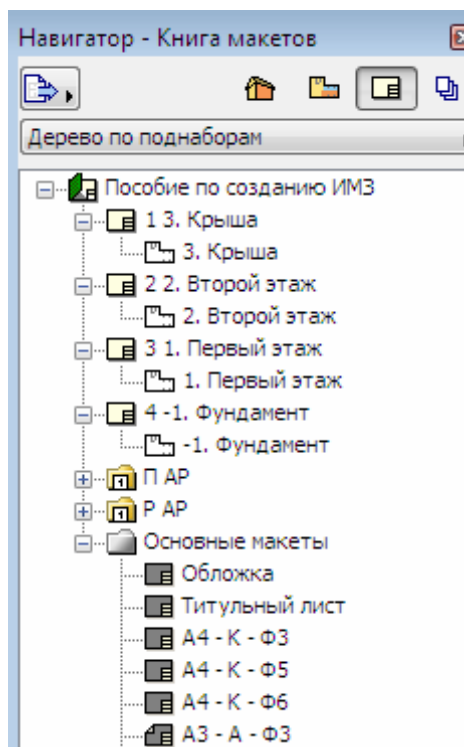 Навигатор - Книга макетов
Дерево по поднаборам
Пособие по созданию ИМЗ
1 3. Крыша
3. Крыша
2 2. Второй этаж
2. Второй этаж
3 1. Первый этаж
1. Первый этаж
4 -1. Фундамент
-1. Фундамент
П АР
Р АР
Основные макеты
Обложка
Титульный лист
А4 - К - Ф3
А4 - К - Ф5
А4 - К - Ф6
А3 - А - Ф3